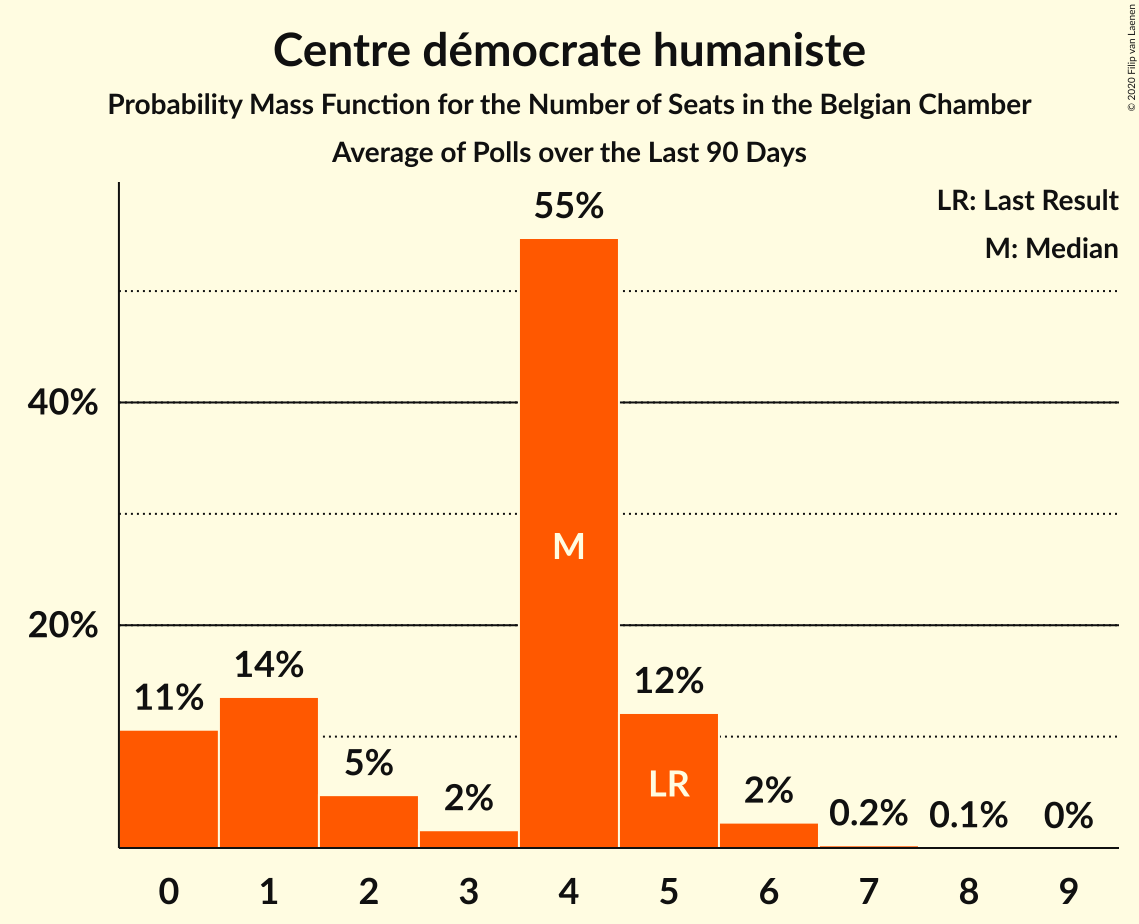 Centre démocrate humaniste
Probability Mass Function for the Number of Seats in the Belgian Chamber
Average of Polls over the Last 90 Days
© 2020 Filip van Laenen
LR: Last Result
M: Median
55%
40%
20%
11%
14%
5%
2%
M
12%
LR
2%
0.2%
0.1%
0%
0 1 2 3 4 5 6 7 8 9